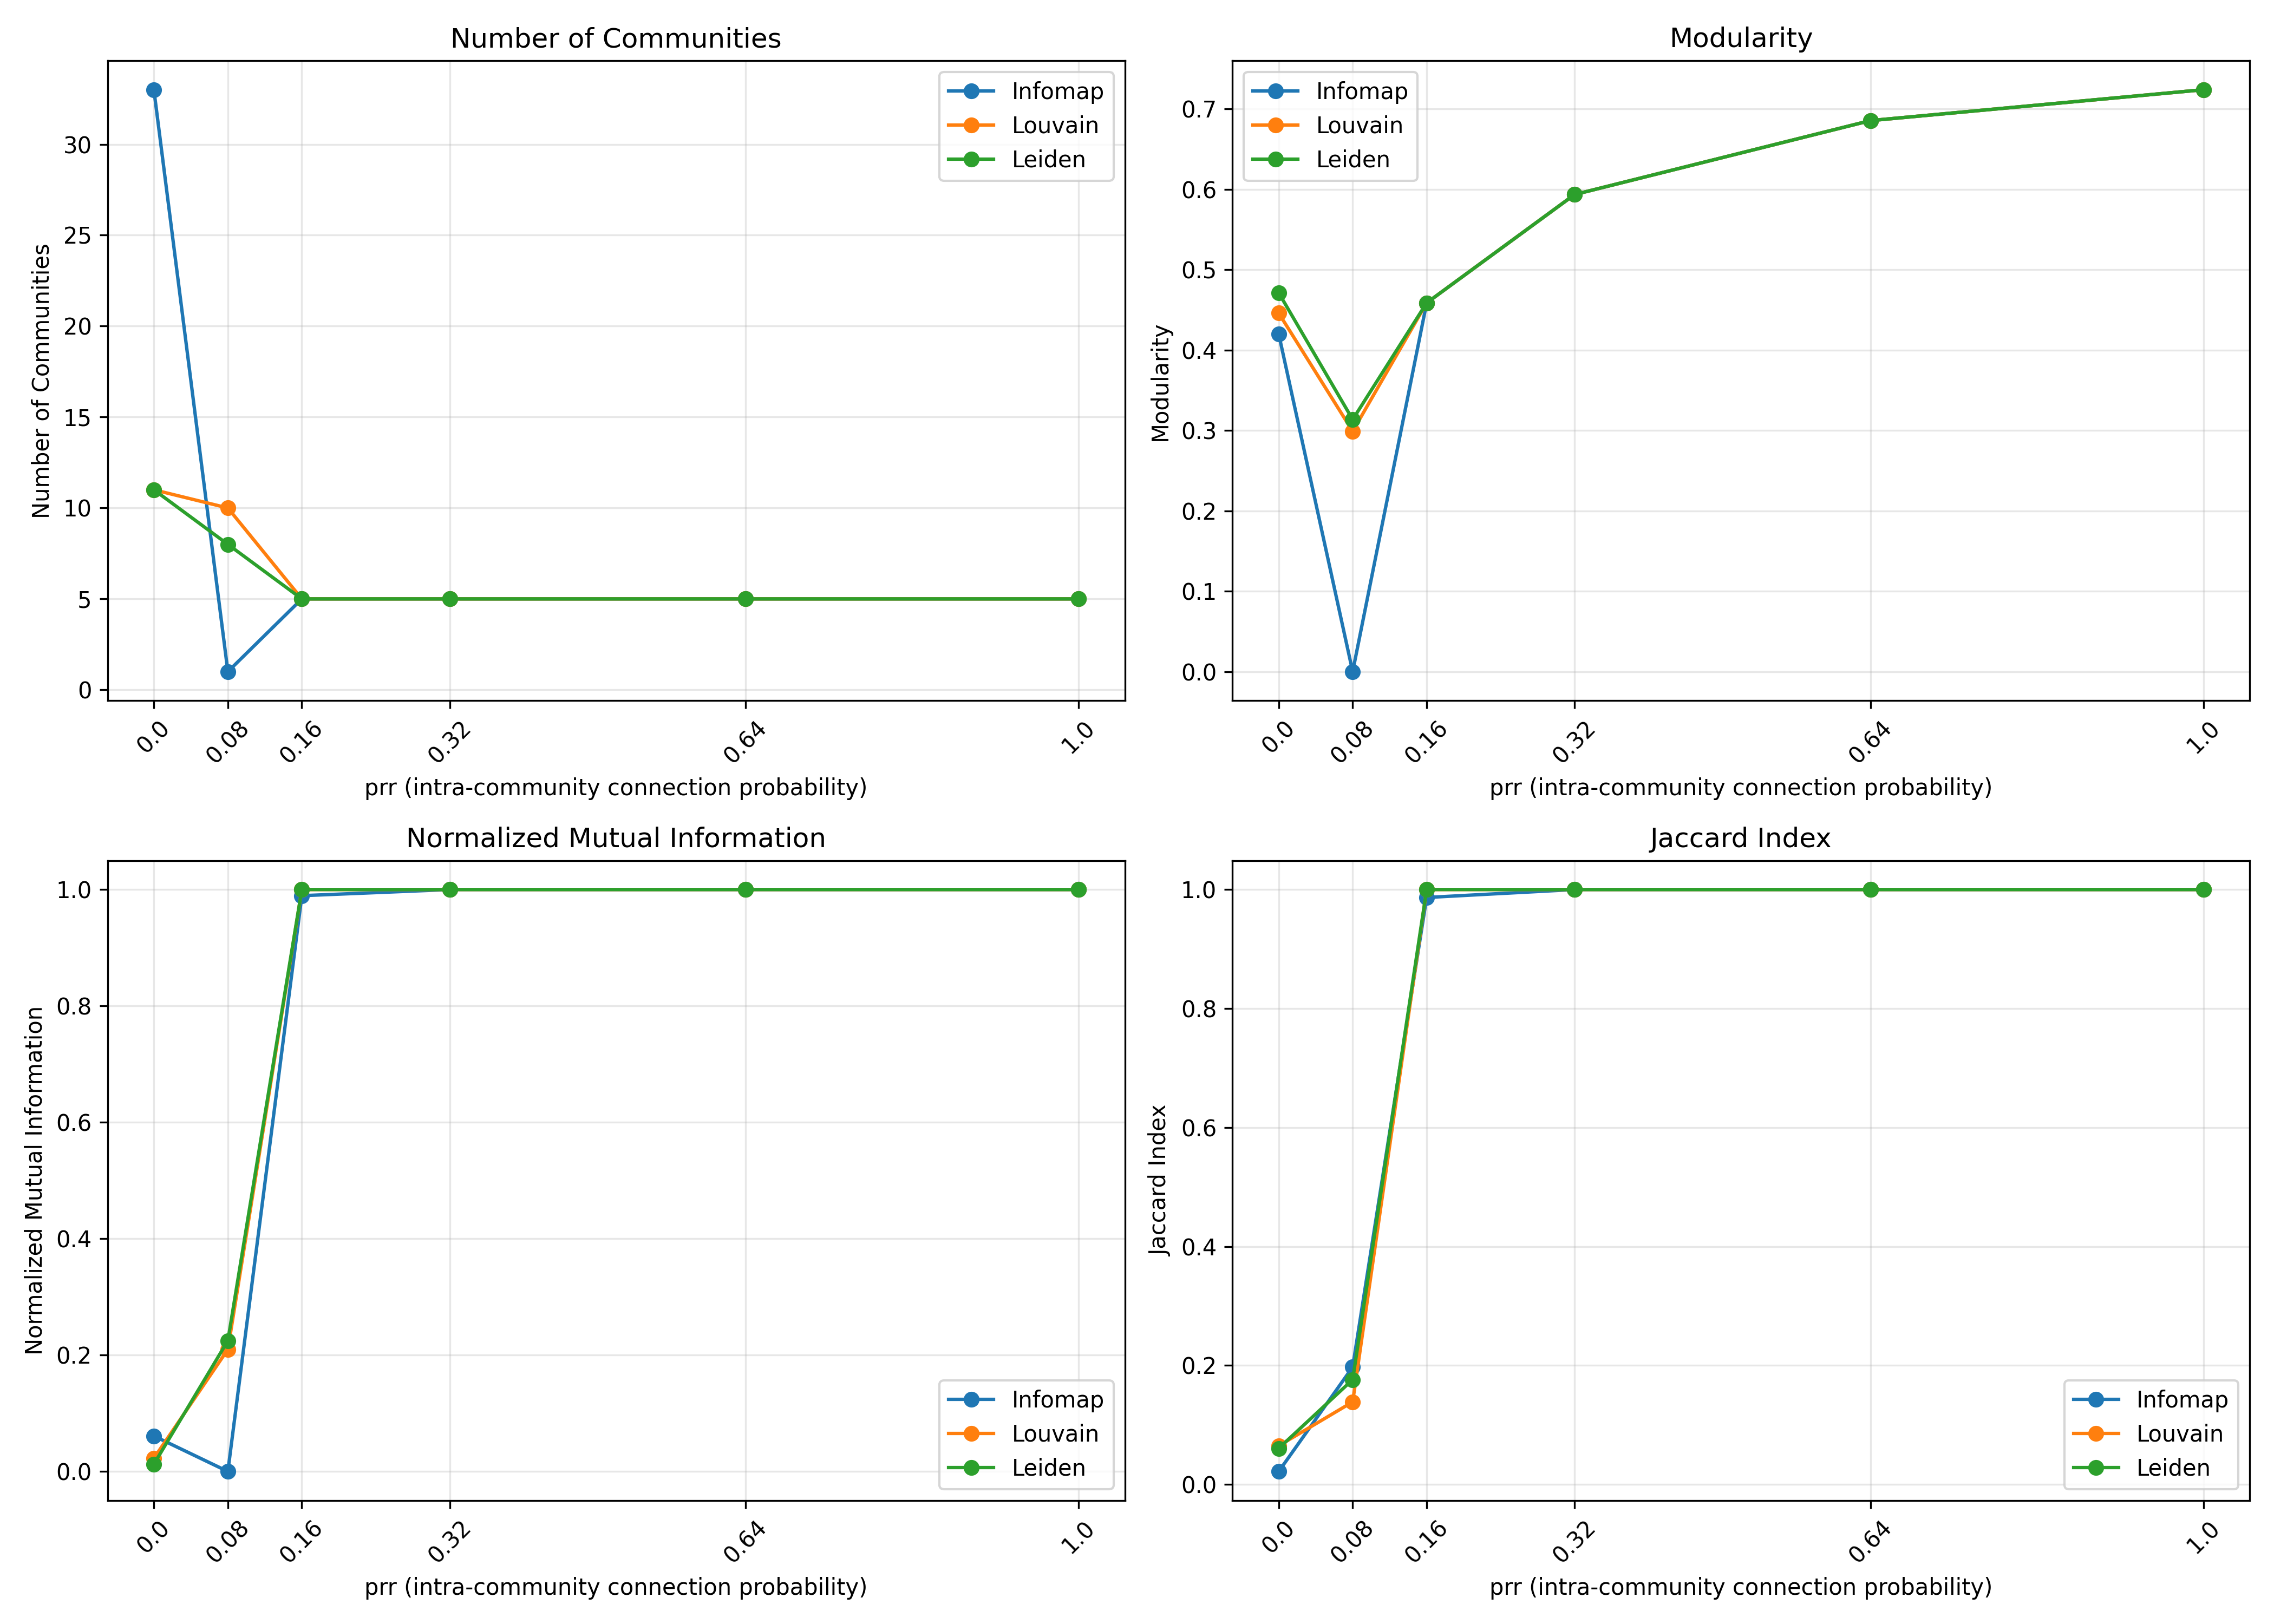 Number of Communities
Number of Communities
30
25
20
15
10
5
0
Infomap
Louvain
Leiden
0.0
0.08
0.16
0.32
0.64
1.0
prr (intra-community connection probability)
Modularity
Modularity
0.7
0.6
0.5
0.4
0.3
0.2
0.1
0.0
Infomap
Louvain
Leiden
0.0
0.08
0.16
0.32
0.64
1.0
prr (intra-community connection probability)
Normalized Mutual Information
Normalized Mutual Information
1.0
0.8
0.6
0.4
0.2
0.0
Infomap
Louvain
Leiden
0.0
0.08
0.16
0.32
0.64
1.0
prr (intra-community connection probability)
Jaccard Index
Jaccard Index
1.0
0.8
0.6
0.4
0.2
0.0
Infomap
Louvain
Leiden
0.0
0.08
0.16
0.32
0.64
1.0
prr (intra-community connection probability)